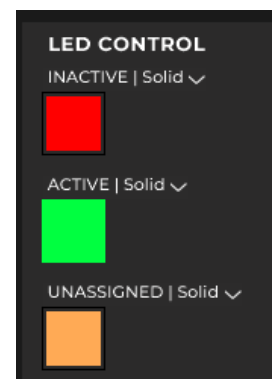 LED CONTROL
INACTIVE | Solid
ACTIVE | Solid
UNASSIGNED | Solid